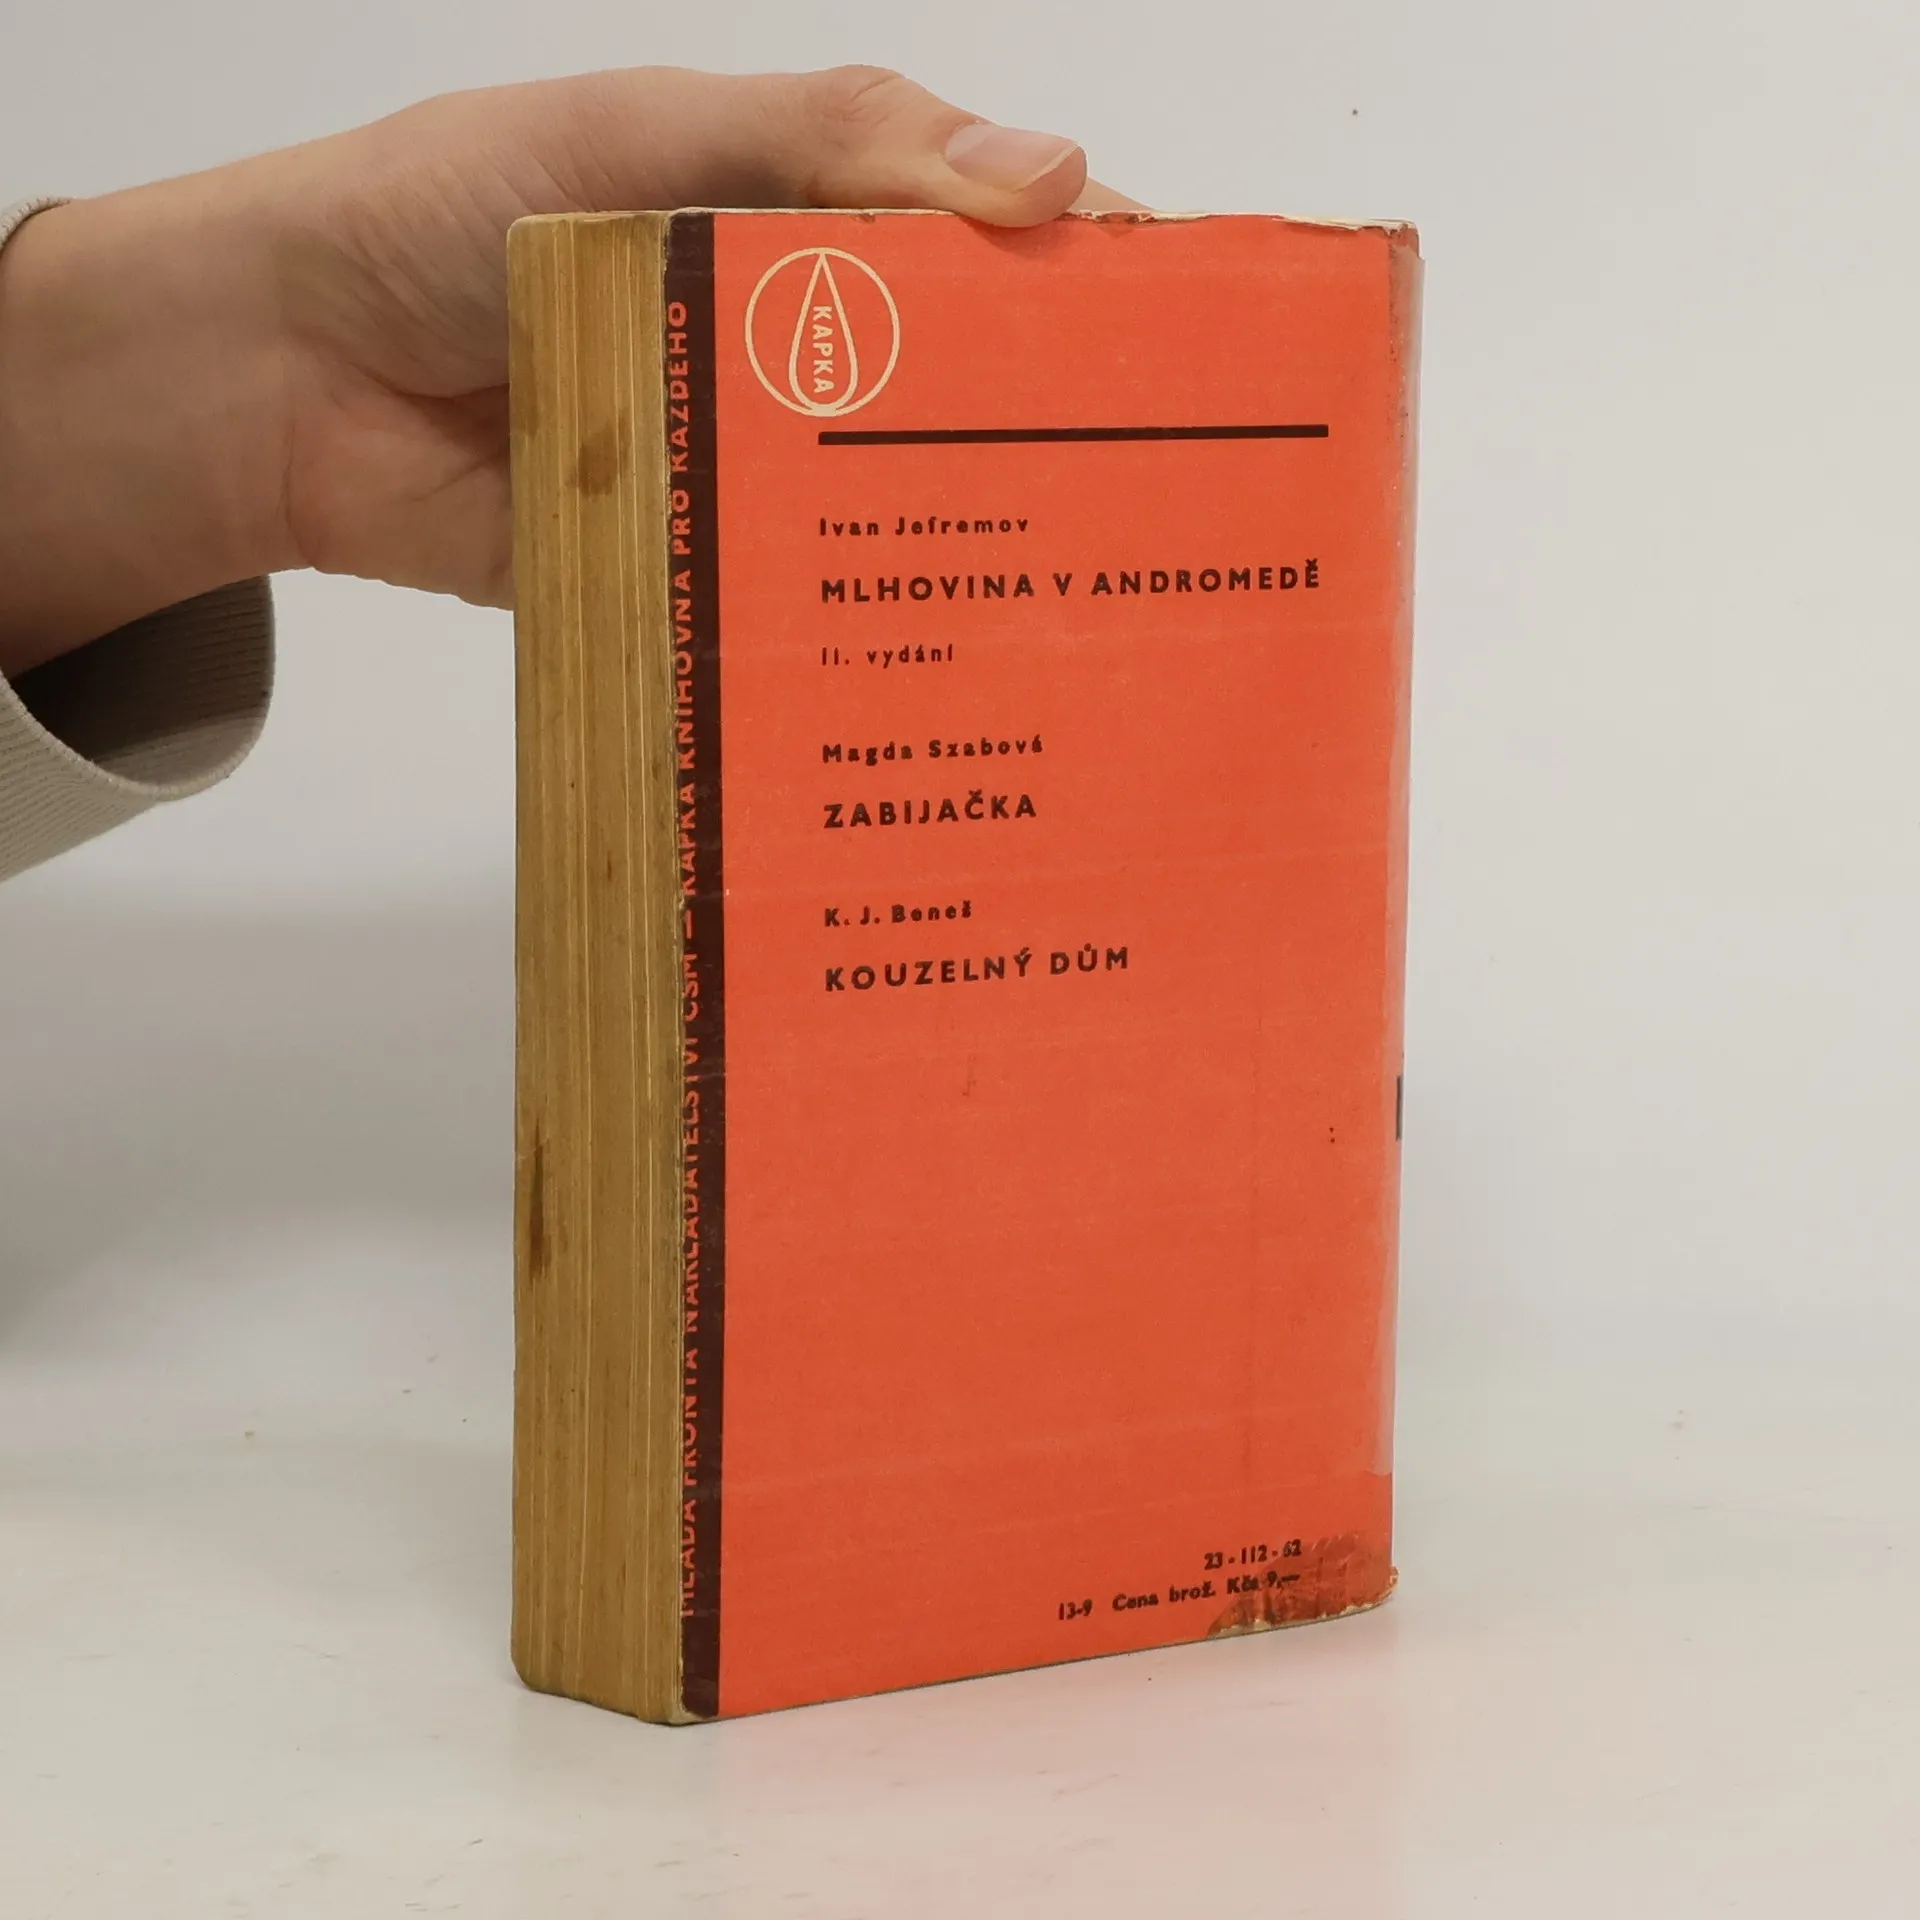 KAPKA
Ivan Jefremov
MLHOVINA V ANDROMEDĚ
II. vydání
Magda Szabová
ZABIJAČKA
K. J. Beneš
KOUZELNÝ DŮM
23-112-62
13-9 Cena brož. Kčs 9,—
MLADÁ FRONTA NAKLADATELSTVÍ ČSM — KAPKA KNIHOVNA PRO KAŽDÉHO